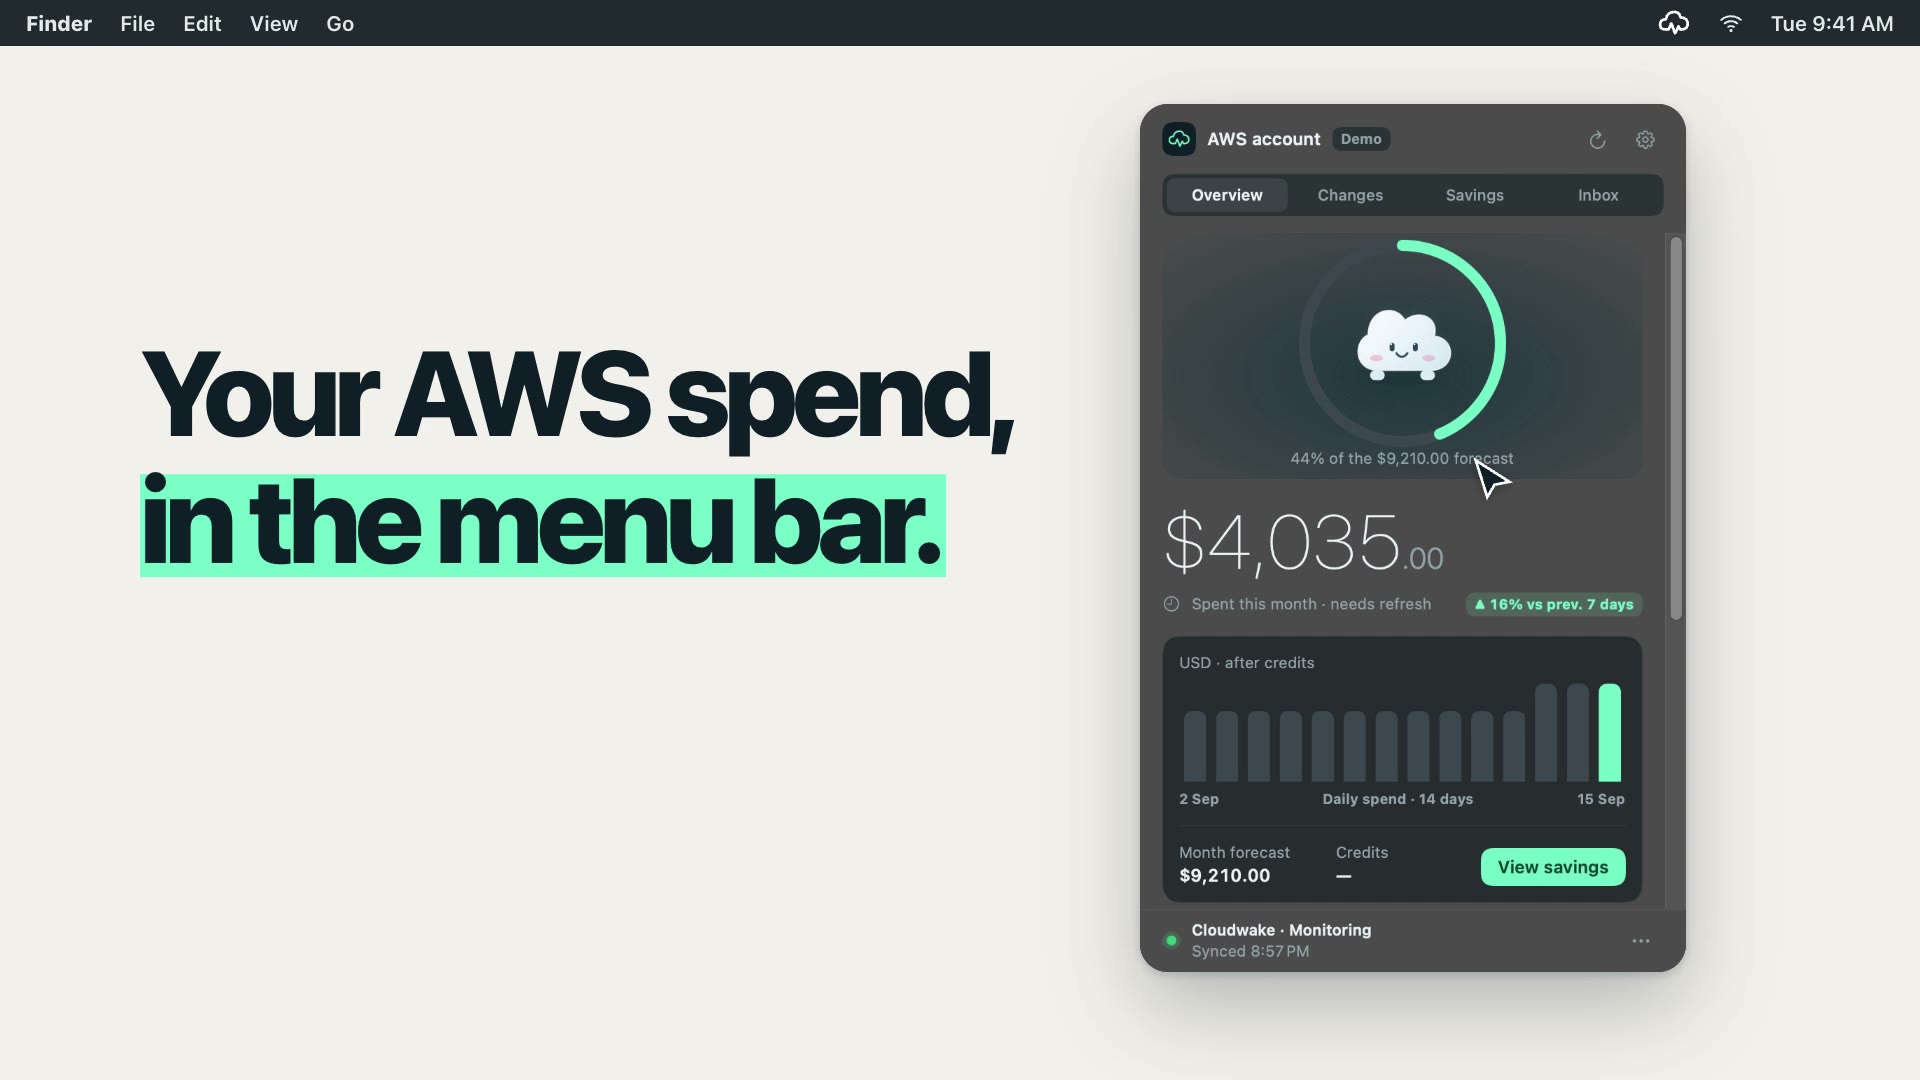 Finder File Edit View Go Tue 9:41 AM
Your AWS spend,
in the menu bar.
AWS account Demo
Overview Changes Savings Inbox
44% of the $9,210.00 forecast
$4,035.00
Spent this month · needs refresh ▲ 16% vs prev. 7 days
USD · after credits
2 Sep Daily spend · 14 days 15 Sep
Month forecast Credits
$9,210.00 — View savings
Cloudwake · Monitoring
Synced 8:57 PM